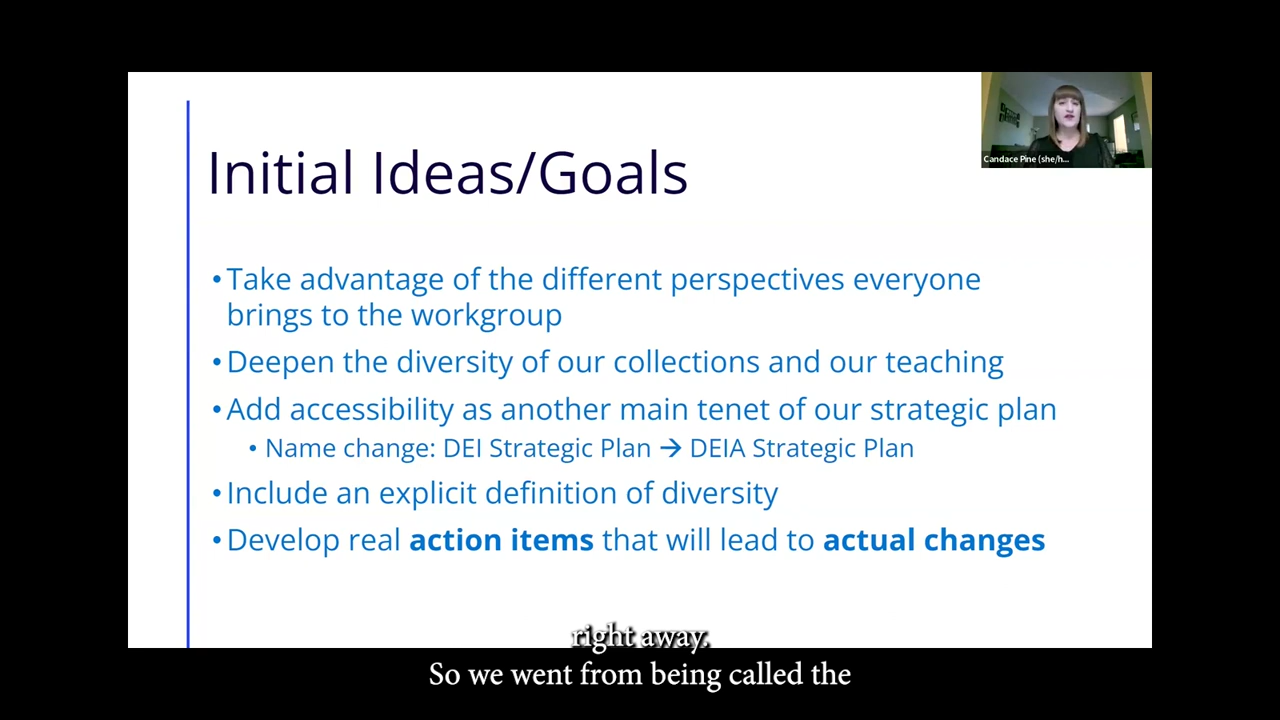 Candace Pine (she/h...
Initial Ideas/Goals
•Take advantage of the different perspectives everyone
brings to the workgroup
•Deepen the diversity of our collections and our teaching
•Add accessibility as another main tenet of our strategic plan
• Name change: DEI Strategic Plan → DEIA Strategic Plan
•Include an explicit definition of diversity
•Develop real action items that will lead to actual changes
right away.
So we went from being called the